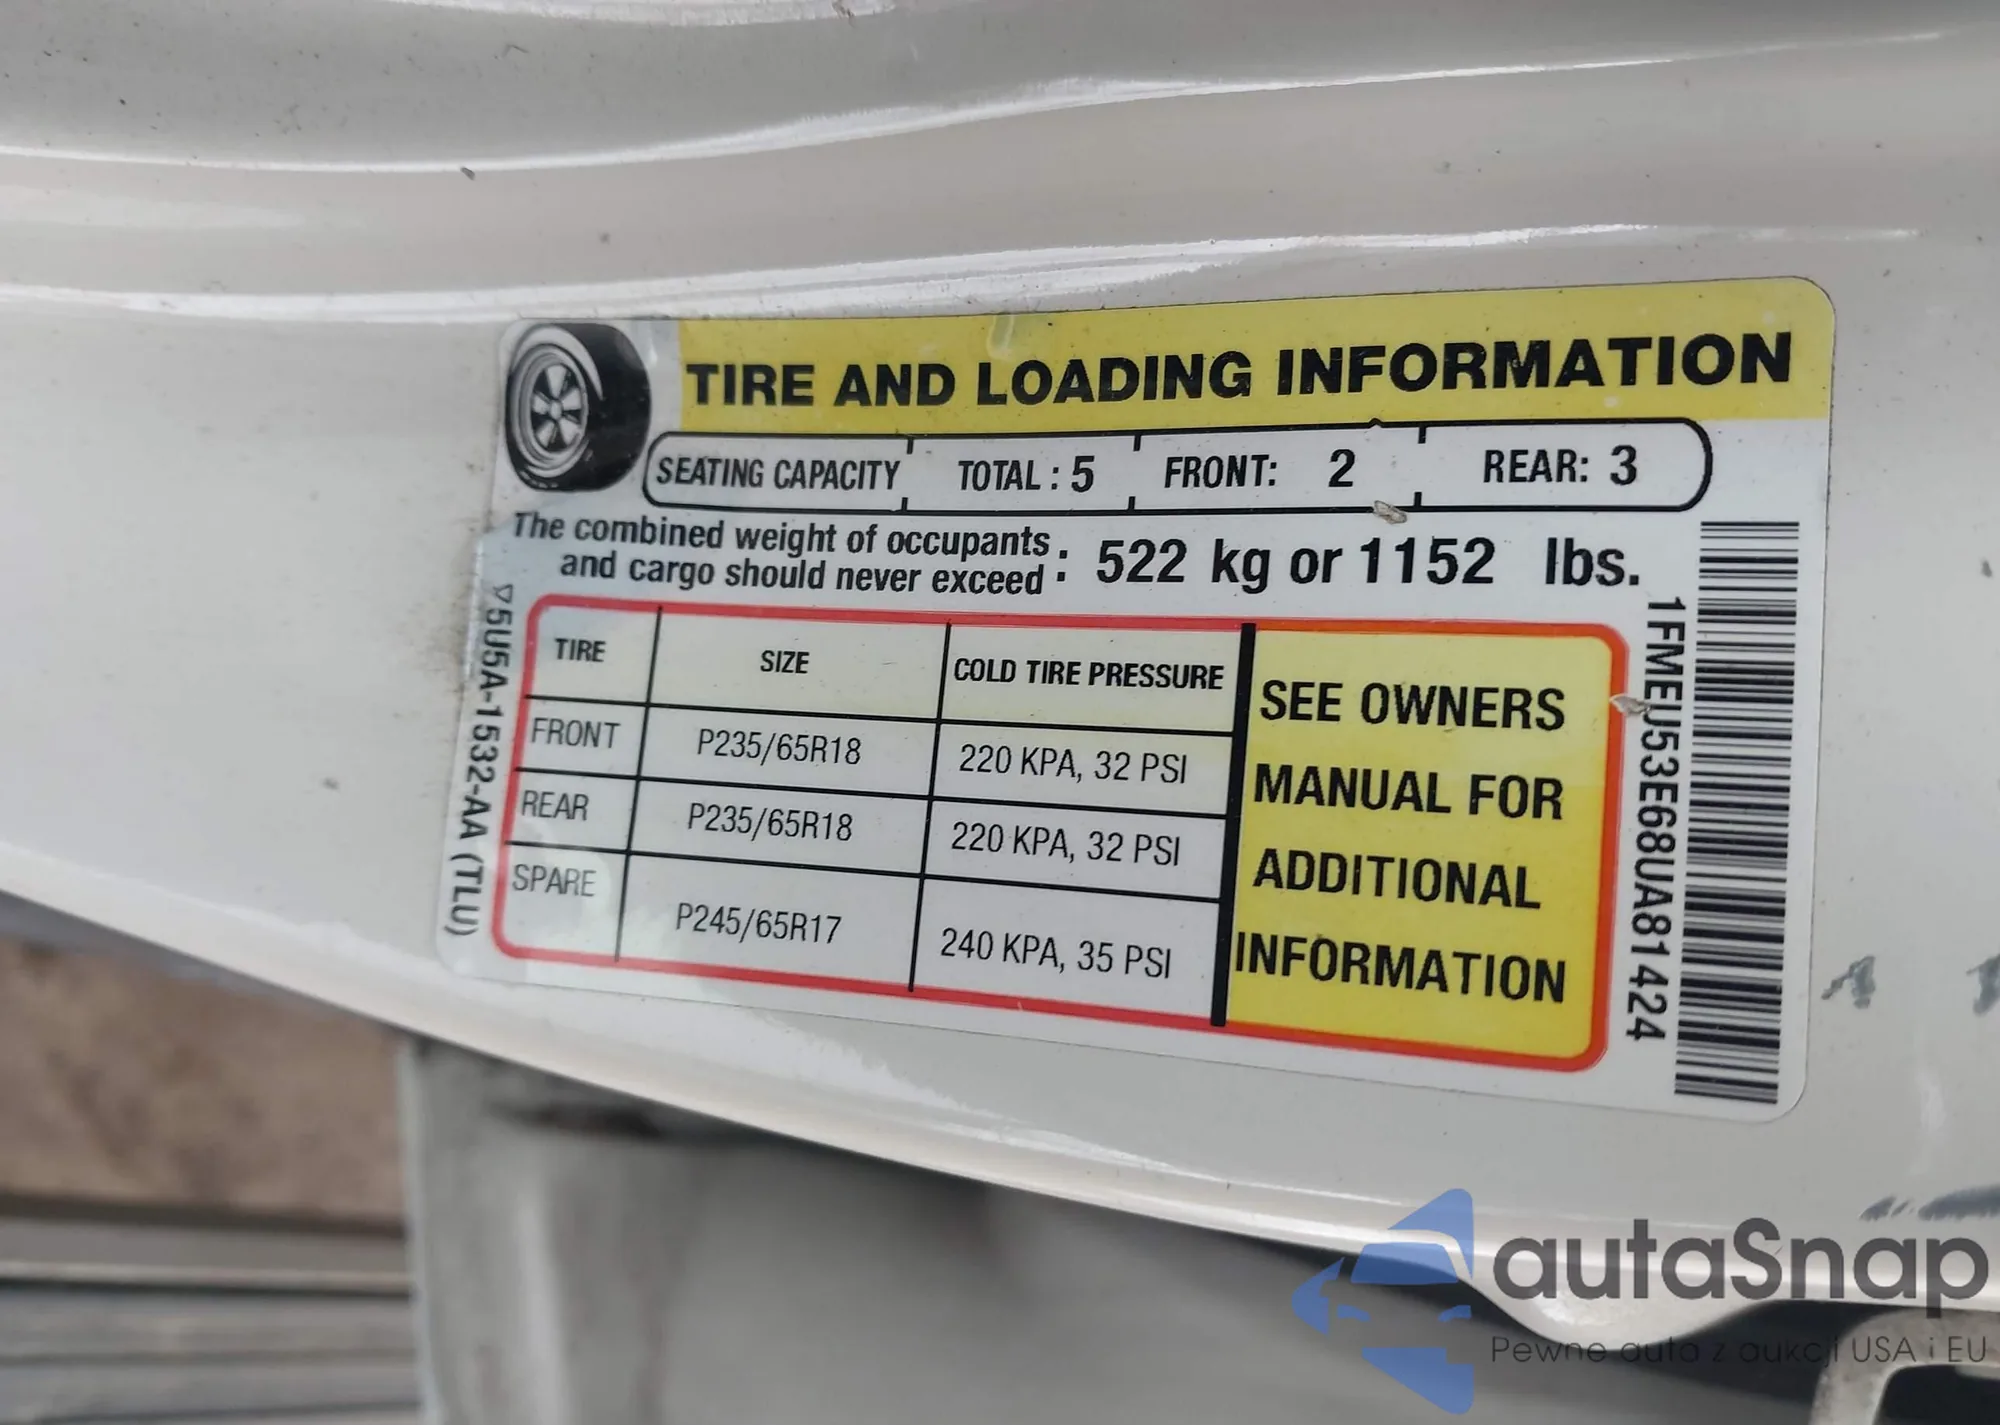 TIRE AND LOADING INFORMATION
SEATING CAPACITY TOTAL : 5 FRONT: 2 REAR: 3
The combined weight of occupants
and cargo should never exceed : 522 kg or 1152 lbs.
TIRE SIZE COLD TIRE PRESSURE
FRONT P235/65R18 220 KPA, 32 PSI
REAR P235/65R18 220 KPA, 32 PSI
SPARE P245/65R17 240 KPA, 35 PSI
SEE OWNERS
MANUAL FOR
ADDITIONAL
INFORMATION
5U5A-1532-AA (TLU)
1FMEU53E68UA81424
autaSnap
Pewne auta z aukcji USA i EU